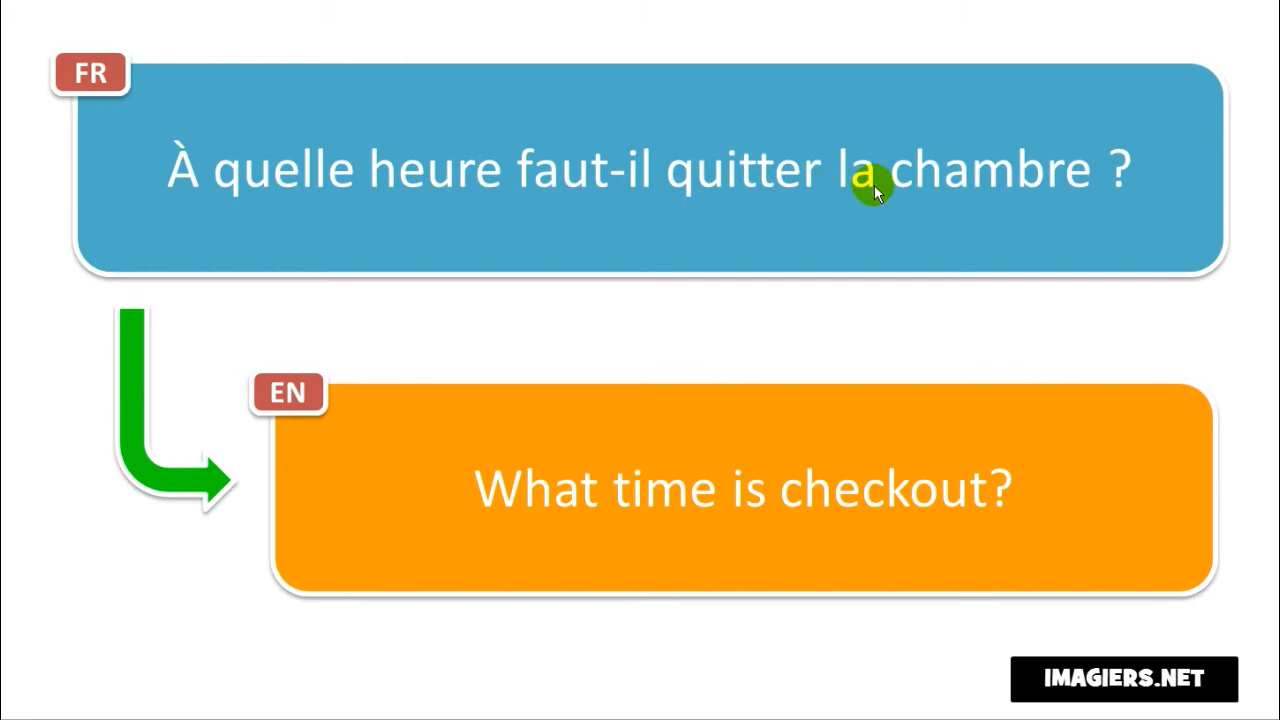 FR
À quelle heure faut-il quitter la chambre ?
EN
What time is checkout?
IMAGIERS.NET